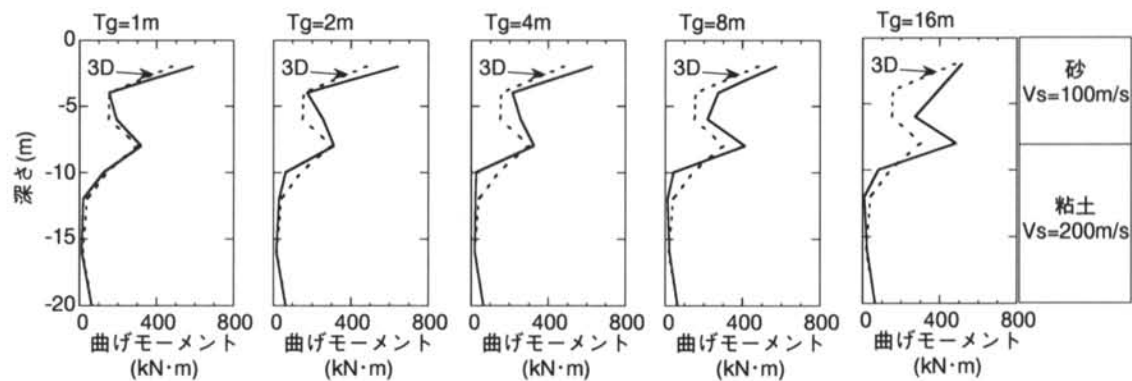 Tg=1m
Tg=2m
Tg=4m
Tg=8m
Tg=16m
0
-5
-10
-15
-20
深さ(m)
3D
3D
3D
3D
3D
砂
Vs=100m/s
粘土
Vs=200m/s
0 400 800
0 400 800
0 400 800
0 400 800
0 400 800
曲げモーメント
(kN·m)
曲げモーメント
(kN·m)
曲げモーメント
(kN·m)
曲げモーメント
(kN·m)
曲げモーメント
(kN·m)